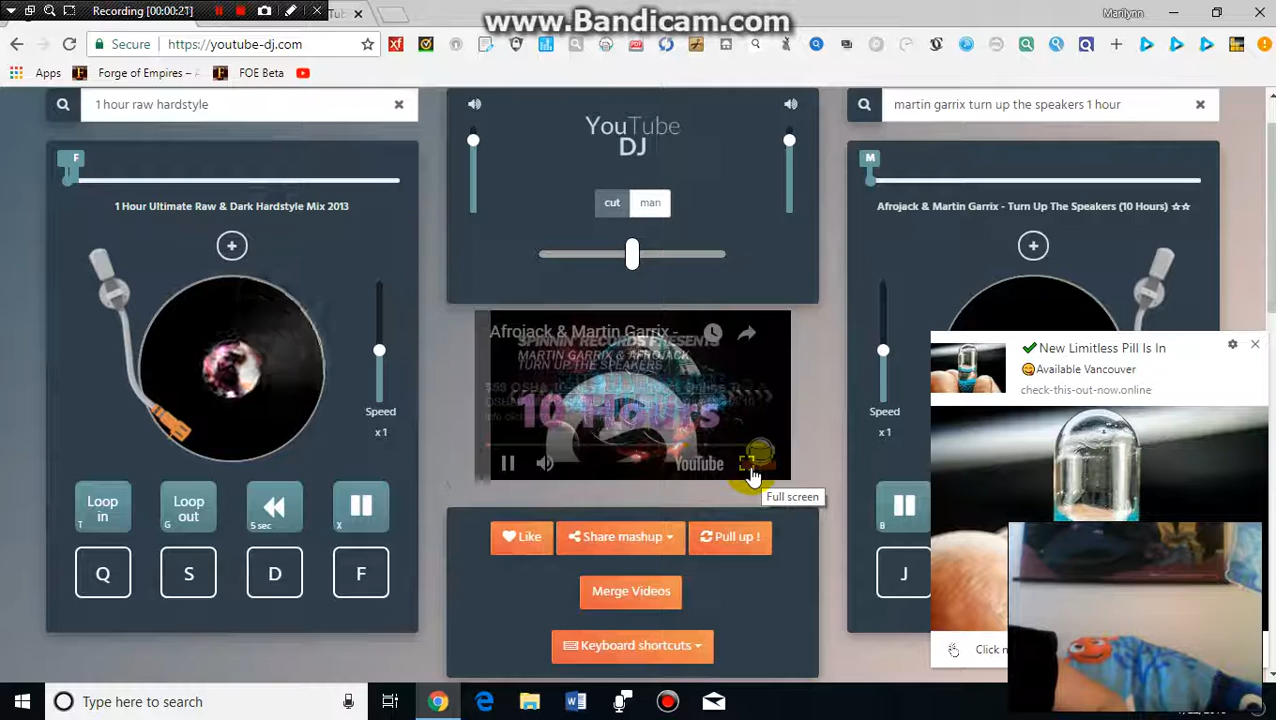 Recording [00:00:21]
www.Bandicam.com
Marilynn
Secure
https://youtube-dj.com
Apps
Forge of Empires –
FOE Beta
1 hour raw hardstyle
martin garrix turn up the speakers 1 hour
YouTube
DJ
cut
man
F
M
1 Hour Ultimate Raw & Dark Hardstyle Mix 2013
Afrojack & Martin Garrix - Turn Up The Speakers (10 Hours) ☆☆
Afrojack & Martin Garrix -
SPINNIN RECORDS PRESENTS
MARTIN GARRIX & AFROJACK
TURN UP THE SPEAKERS
10 Hours
YouTube
Full screen
Speed
x 1
Speed
x 1
Loop
in
T
Loop
out
G
5 sec
X
B
Q
S
D
F
J
Like
Share mashup
Pull up !
Merge Videos
Keyboard shortcuts
New Limitless Pill Is In
Available Vancouver
check-this-out-now.online
Type here to search